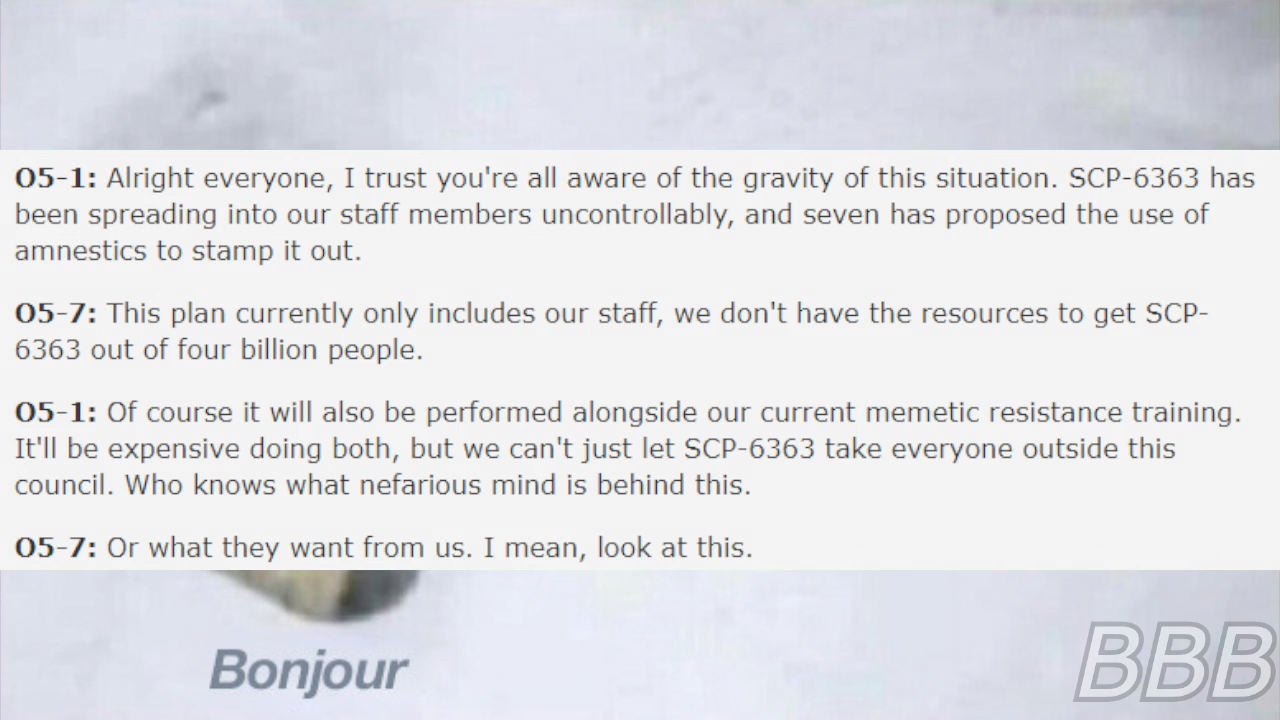 O5-1: Alright everyone, I trust you're all aware of the gravity of this situation. SCP-6363 has
been spreading into our staff members uncontrollably, and seven has proposed the use of
amnestics to stamp it out.
O5-7: This plan currently only includes our staff, we don't have the resources to get SCP-
6363 out of four billion people.
O5-1: Of course it will also be performed alongside our current memetic resistance training.
It'll be expensive doing both, but we can't just let SCP-6363 take everyone outside this
council. Who knows what nefarious mind is behind this.
O5-7: Or what they want from us. I mean, look at this.
Bonjour
BBB